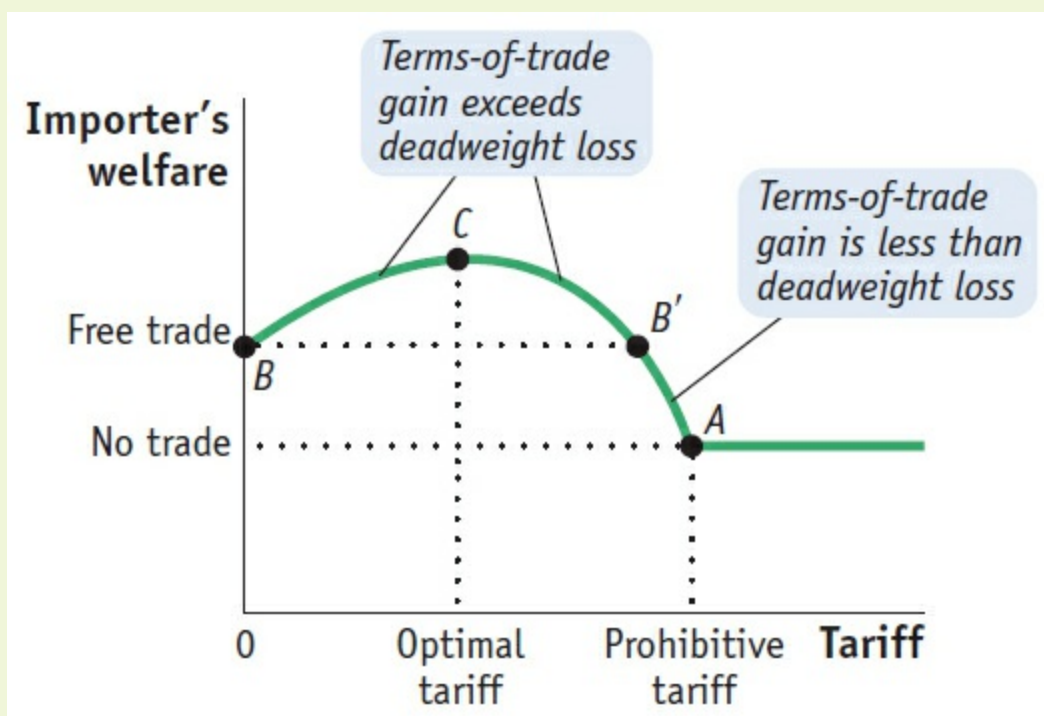 Terms-of-trade
gain exceeds
deadweight loss
Importer's
welfare
Terms-of-trade
gain is less than
deadweight loss
C
Free trade
B
B′
No trade
A
0
Optimal
tariff
Prohibitive
tariff
Tariff